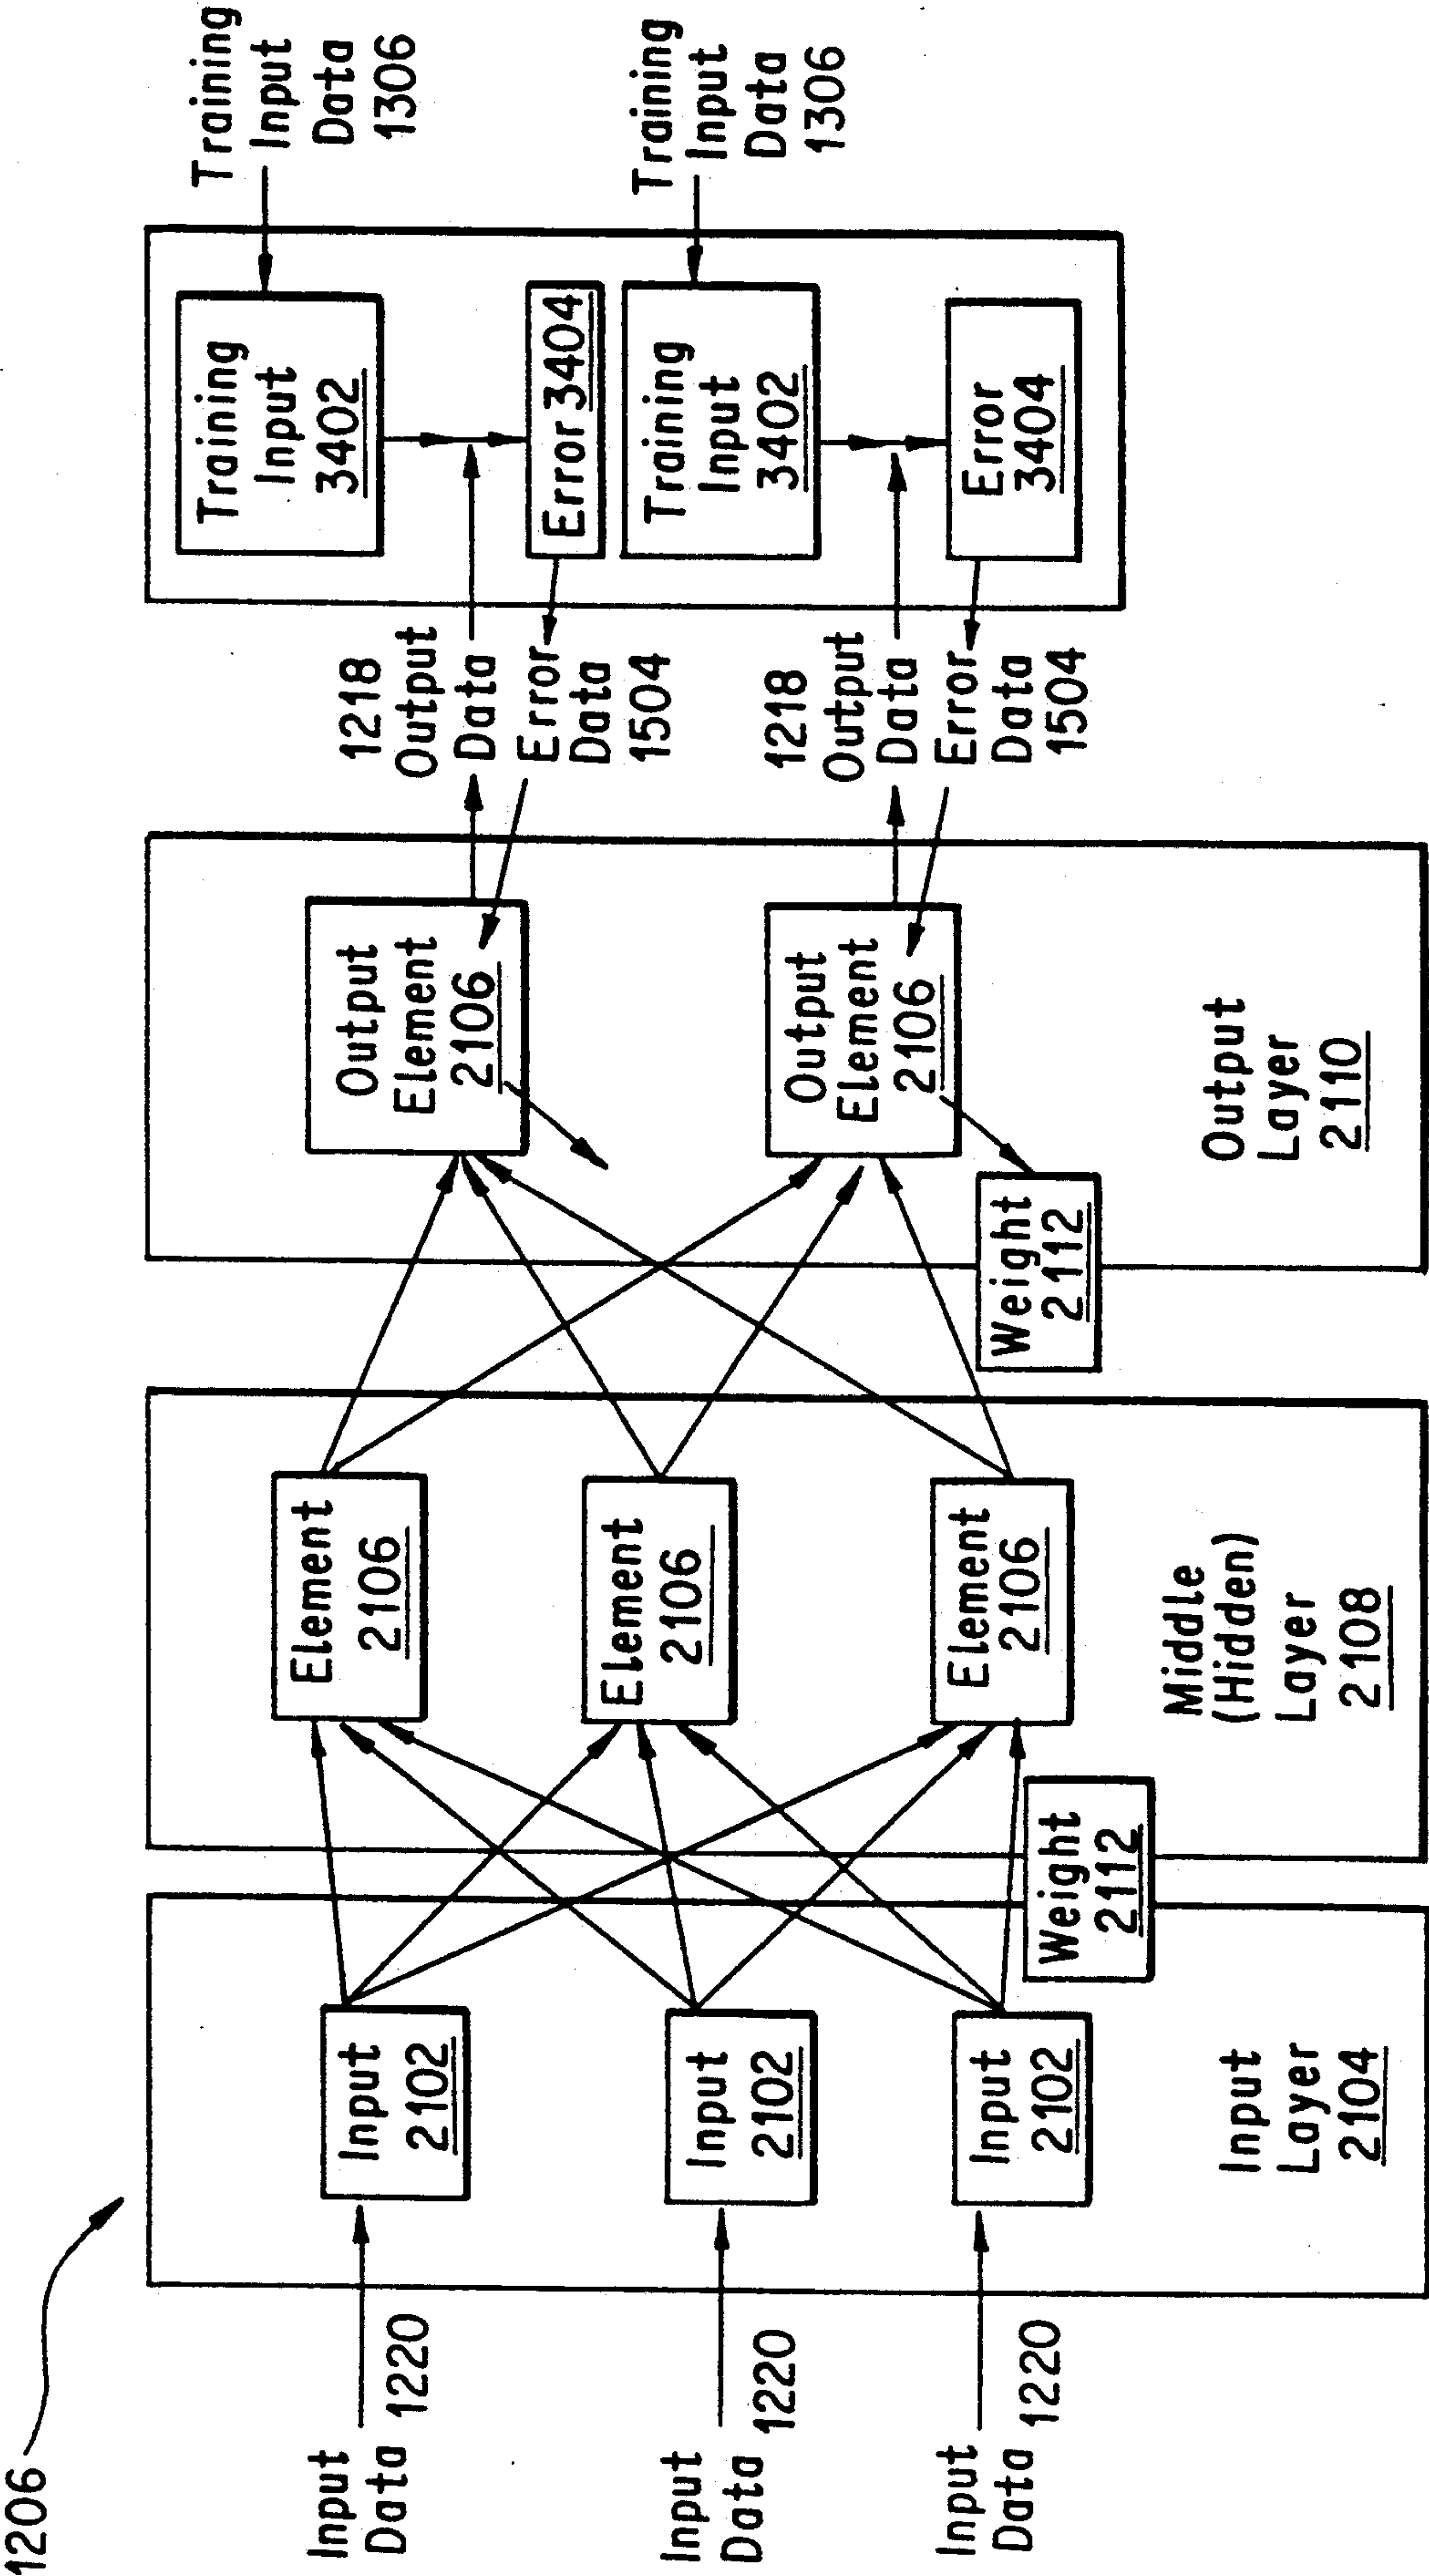 1206
Input
Data 1220
Input
Data 1220
Input
Data 1220
Input
2102
Input
2102
Input
2102
Input
Layer
2104
Weight
2112
Element
2106
Element
2106
Element
2106
Middle
(Hidden)
Layer
2108
Weight
2112
Output
Element
2106
Output
Element
2106
Output
Layer
2110
1218
Output
Data
Error
Data
1504
1218
Output
Data
Error
Data
1504
Training
Input
3402
Error 3404
Training
Input
3402
Error
3404
Training
Input
Data
1306
Training
Input
Data
1306